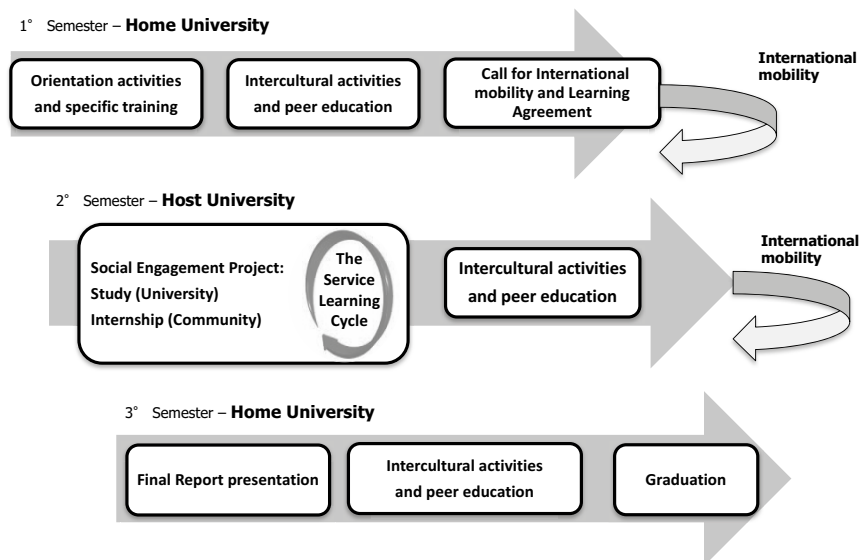 1° Semester – Home University
Orientation activities
and specific training
Intercultural activities
and peer education
Call for International
mobility and Learning
Agreement
International
mobility
2° Semester – Host University
Social Engagement Project:
Study (University)
Internship (Community)
The
Service
Learning
Cycle
Intercultural activities
and peer education
International
mobility
3° Semester – Home University
Final Report presentation
Intercultural activities
and peer education
Graduation